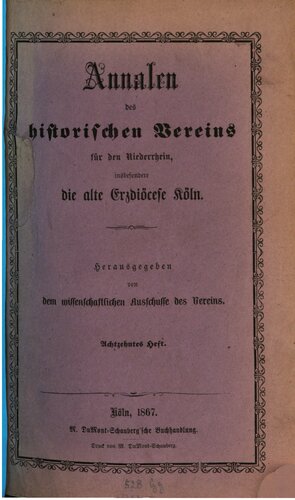 Annalen
des
historischen Vereins
für den Niederrhein,
insbesondere
die alte Erzdiöcese Köln.
Herausgegeben
von
dem wissenschaftlichen Ausschusse des Vereins.
Achtzehntes Heft.
Köln, 1867.
M. DuMont-Schauberg'sche Buchhandlung.
Druck von M. DuMont-Schauberg.